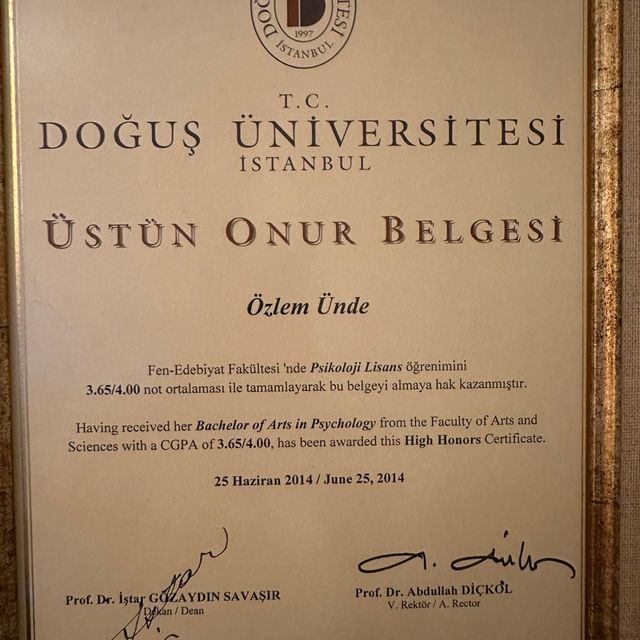 DOĞ
SİTESİ
1997
İSTANBUL
T.C.
DOĞUŞ ÜNİVERSİTESİ
İSTANBUL
ÜSTÜN ONUR BELGESİ
Özlem Ünde
Fen-Edebiyat Fakültesi 'nde Psikoloji Lisans öğrenimini
3.65/4.00 not ortalaması ile tamamlayarak bu belgeyi almaya hak kazanmıştır.
Having received her Bachelor of Arts in Psychology from the Faculty of Arts and
Sciences with a CGPA of 3.65/4.00, has been awarded this High Honors Certificate.
25 Haziran 2014 / June 25, 2014
Prof. Dr. İştar GÖZAYDIN SAVAŞIR
Dekan / Dean
Prof. Dr. Abdullah DİÇKOL
V. Rektör / A. Rector